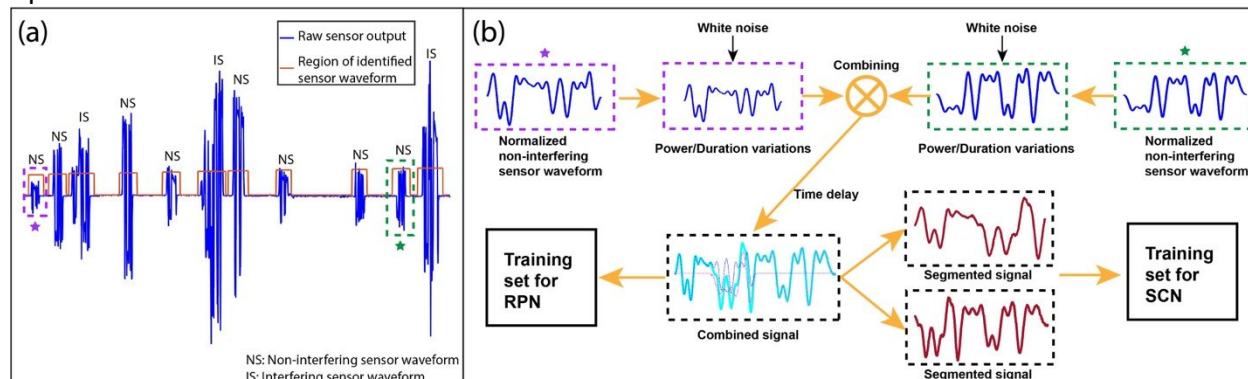 (a)
Raw sensor output
Region of identified
sensor waveform
NS
NS
IS
NS
NS
IS
NS
NS
NS
NS
IS
NS: Non-interfering sensor waveform
IS: Interfering sensor waveform
(b)
White noise
White noise
Combining
Normalized
non-interfering
sensor waveform
Power/Duration variations
Power/Duration variations
Normalized
non-interfering
sensor waveform
Time delay
Training
set for
RPN
Combined signal
Segmented signal
Segmented signal
Training
set for
SCN